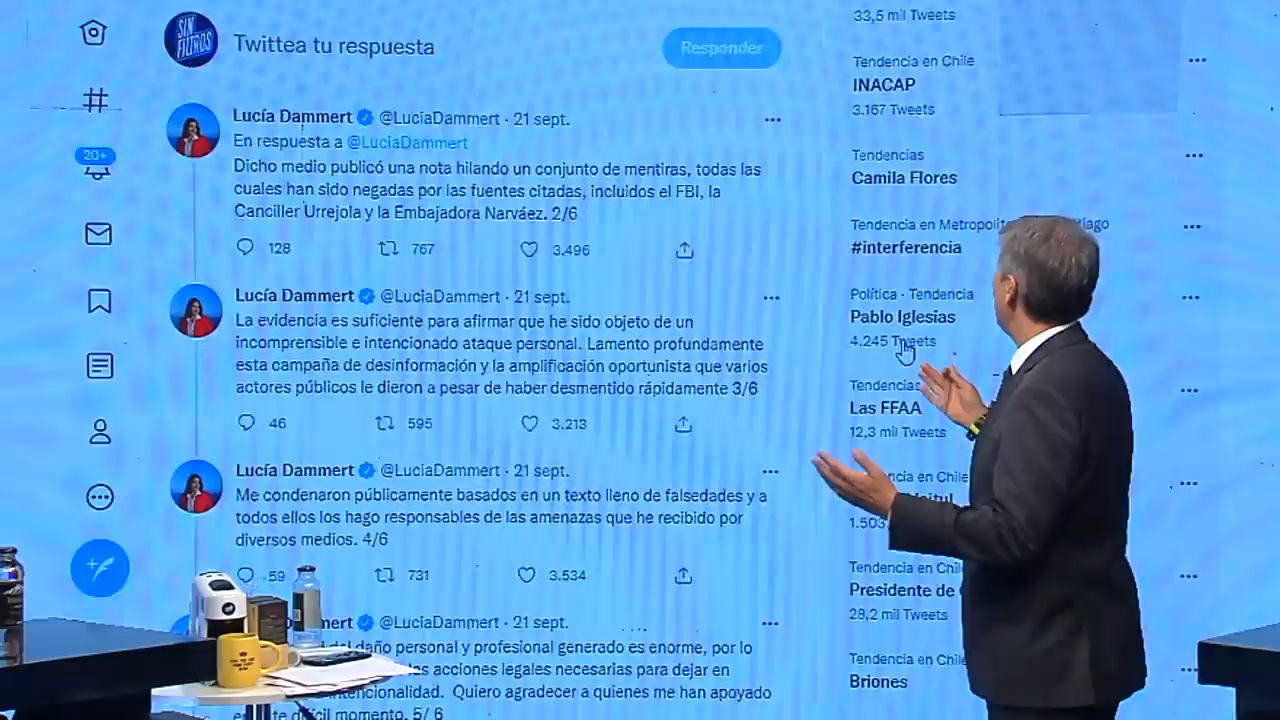 SIN
FILTROS
Twittea tu respuesta
Responder
20+
Lucía Dammert @LuciaDammert · 21 sept.
En respuesta a @LuciaDammert
Dicho medio publicó una nota hilando un conjunto de mentiras, todas las
cuales han sido negadas por las fuentes citadas, incluidos el FBI, la
Canciller Urrejola y la Embajadora Narváez. 2/6
128 767 3.496
Lucía Dammert @LuciaDammert · 21 sept.
La evidencia es suficiente para afirmar que he sido objeto de un
incomprensible e intencionado ataque personal. Lamento profundamente
esta campaña de desinformación y la amplificación oportunista que varios
actores públicos le dieron a pesar de haber desmentido rápidamente 3/6
46 595 3.213
Lucía Dammert @LuciaDammert · 21 sept.
Me condenaron públicamente basados en un texto lleno de falsedades y a
todos ellos los hago responsables de las amenazas que he recibido por
diversos medios. 4/6
59 731 3.534
@LuciaDammert · 21 sept.
del daño personal y profesional generado es enorme, por lo
acciones legales necesarias para dejar en
Quiero agradecer a quienes me han apoyado
momento. 5/ 6
33,5 mil Tweets
Tendencia en Chile
INACAP
3.167 Tweets
Tendencias
Camila Flores
Tendencia en
#interferencia
Política · Tendencia
Pablo Iglesias
4.245 Tweets
Tendencias
Las FFAA
12,3 mil Tweets
en Chile
1.503
Tendencia en
Presidente de
28,2 mil Tweets
Tendencia en
Briones